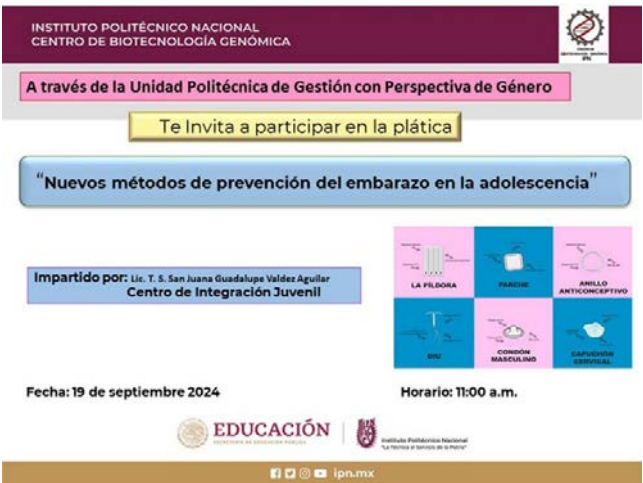 INSTITUTO POLITÉCNICO NACIONAL
CENTRO DE BIOTECNOLOGÍA GENÓMICA
A través de la Unidad Politécnica de Gestión con Perspectiva de Género
Te Invita a participar en la plática
“Nuevos métodos de prevención del embarazo en la adolescencia”
Impartido por: Lic. T. S. San Juana Guadalupe Valdez Aguilar
Centro de Integración Juvenil
LA PÍLDORA
PARCHE
ANILLO
ANTICONCEPTIVO
DIU
CONDÓN
MASCULINO
CAPUCHÓN
CERVICAL
Fecha: 19 de septiembre 2024
Horario: 11:00 a.m.
EDUCACIÓN
SECRETARÍA DE EDUCACIÓN PÚBLICA
Instituto Politécnico Nacional
"La Técnica al Servicio de la Patria"
ipn.mx